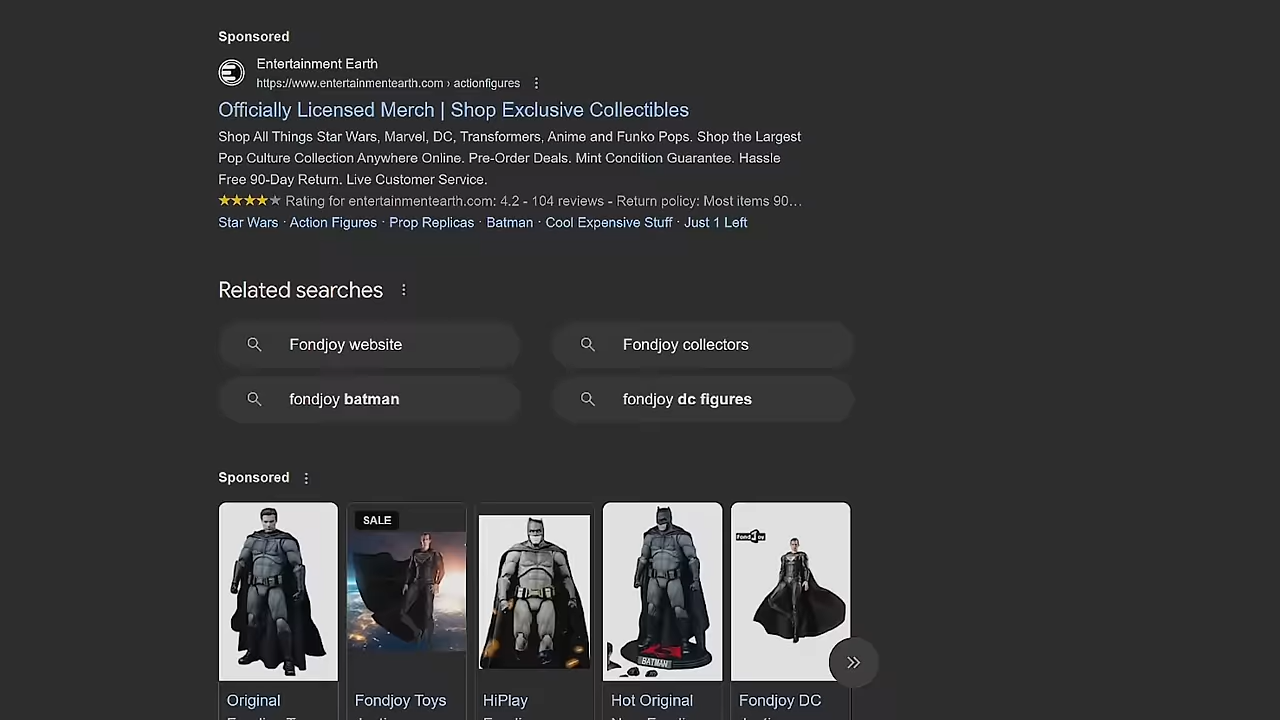 Sponsored
Entertainment Earth
https://www.entertainmentearth.com › actionfigures
Officially Licensed Merch | Shop Exclusive Collectibles
Shop All Things Star Wars, Marvel, DC, Transformers, Anime and Funko Pops. Shop the Largest
Pop Culture Collection Anywhere Online. Pre-Order Deals. Mint Condition Guarantee. Hassle
Free 90-Day Return. Live Customer Service.
Rating for entertainmentearth.com: 4.2 - 104 reviews - Return policy: Most items 90…
Star Wars · Action Figures · Prop Replicas · Batman · Cool Expensive Stuff · Just 1 Left
Related searches
Fondjoy website
Fondjoy collectors
fondjoy batman
fondjoy dc figures
Sponsored
SALE
FondJoy
BATMAN
Original
Fondjoy Toys
HiPlay
Hot Original
Fondjoy DC